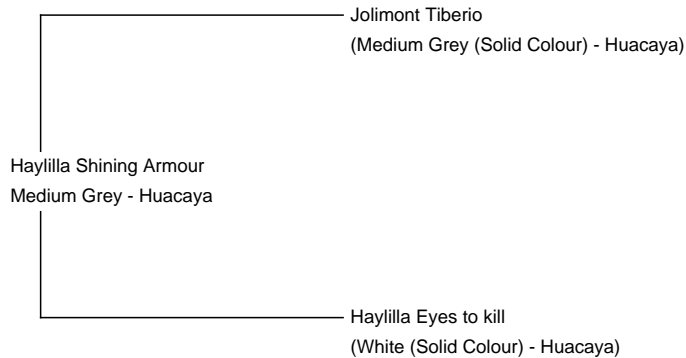 Jolimont Tiberio
(Medium Grey (Solid Colour) - Huacaya)
Haylilla Shining Armour
Medium Grey - Huacaya
Haylilla Eyes to kill
(White (Solid Colour) - Huacaya)